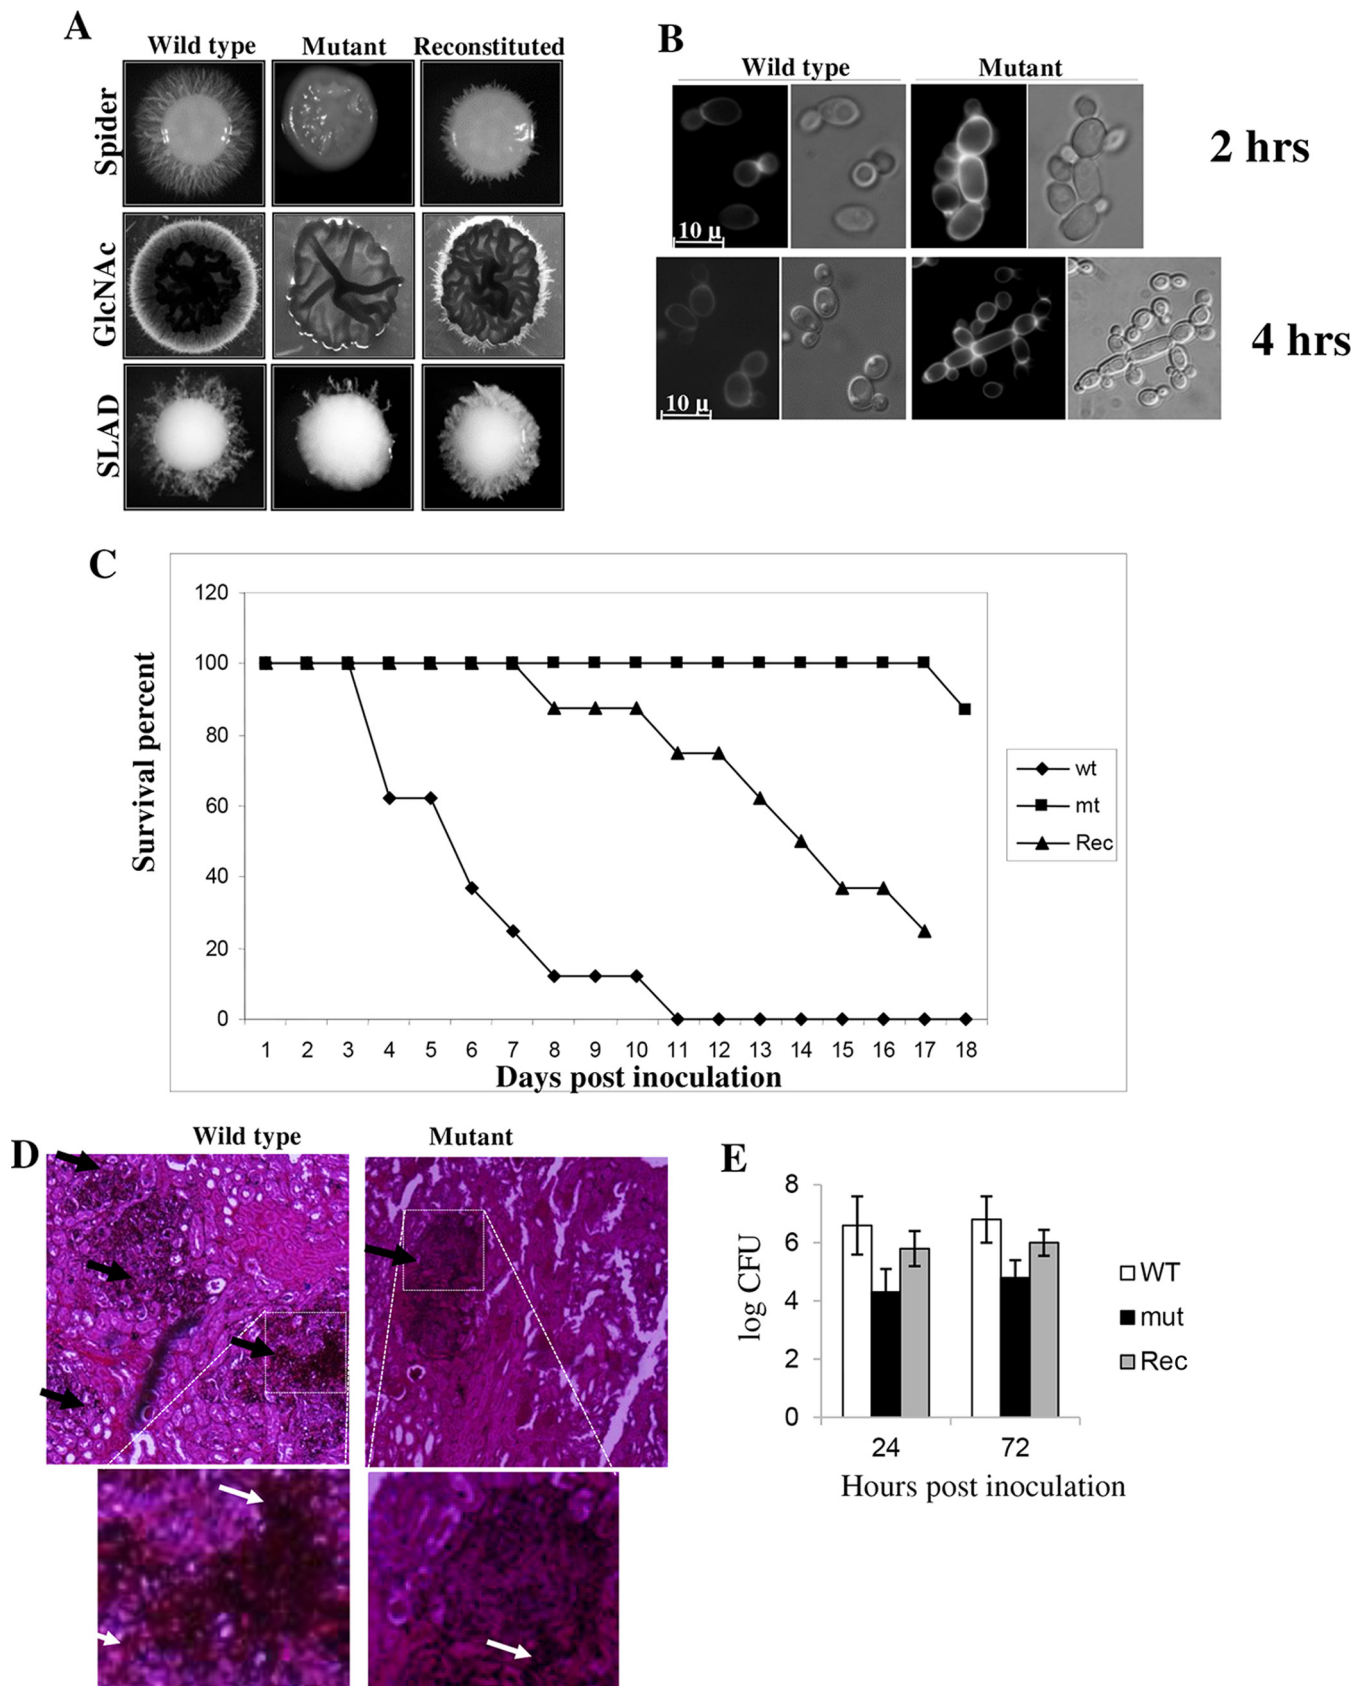 A
Wild type Mutant Reconstituted
Spider
GlcNAc
SLAD
B
Wild type Mutant
10 µ
2 hrs
10 µ
4 hrs
C
120
100
80
60
40
20
0
Survival percent
1 2 3 4 5 6 7 8 9 10 11 12 13 14 15 16 17 18
Days post inoculation
wt
mt
Rec
D
Wild type Mutant
E
8
6
4
2
0
log CFU
24 72
Hours post inoculation
WT
mut
Rec